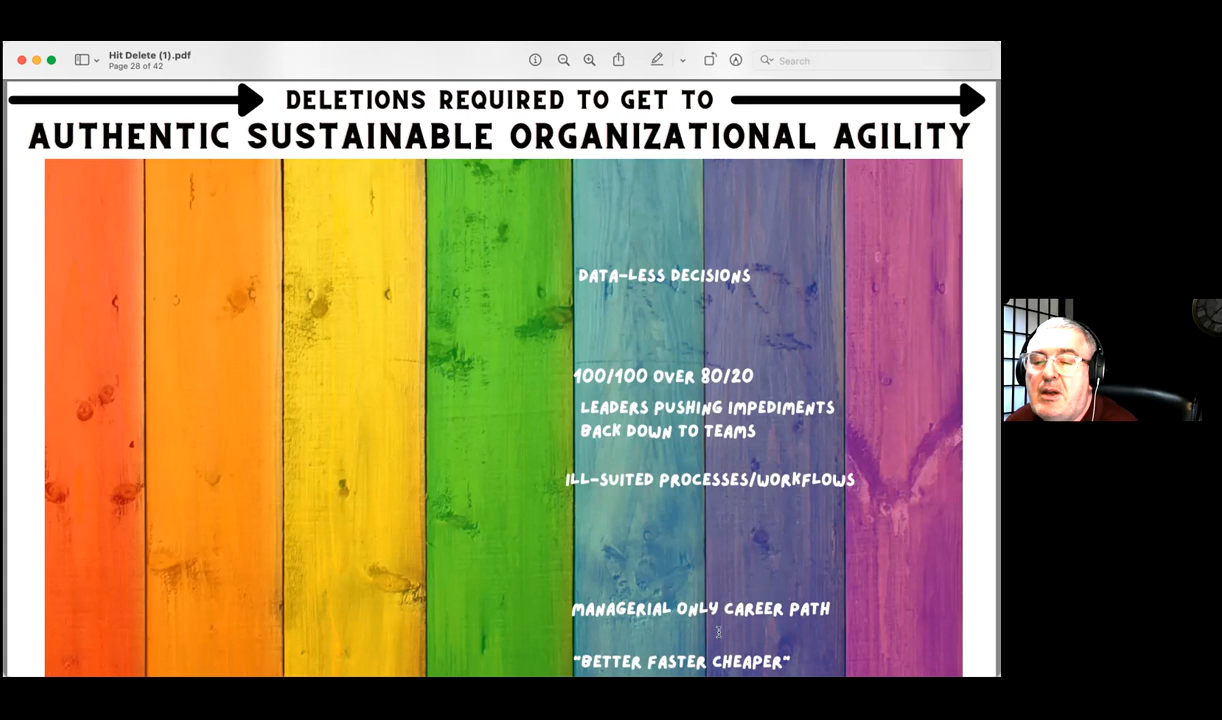 Hit Delete (1).pdf
Page 28 of 42
Search
DELETIONS REQUIRED TO GET TO
AUTHENTIC SUSTAINABLE ORGANIZATIONAL AGILITY
DATA-LESS DECISIONS
100/100 OVER 80/20
LEADERS PUSHING IMPEDIMENTS
BACK DOWN TO TEAMS
ILL-SUITED PROCESSES/WORKFLOWS
MANAGERIAL ONLY CAREER PATH
"BETTER FASTER CHEAPER"